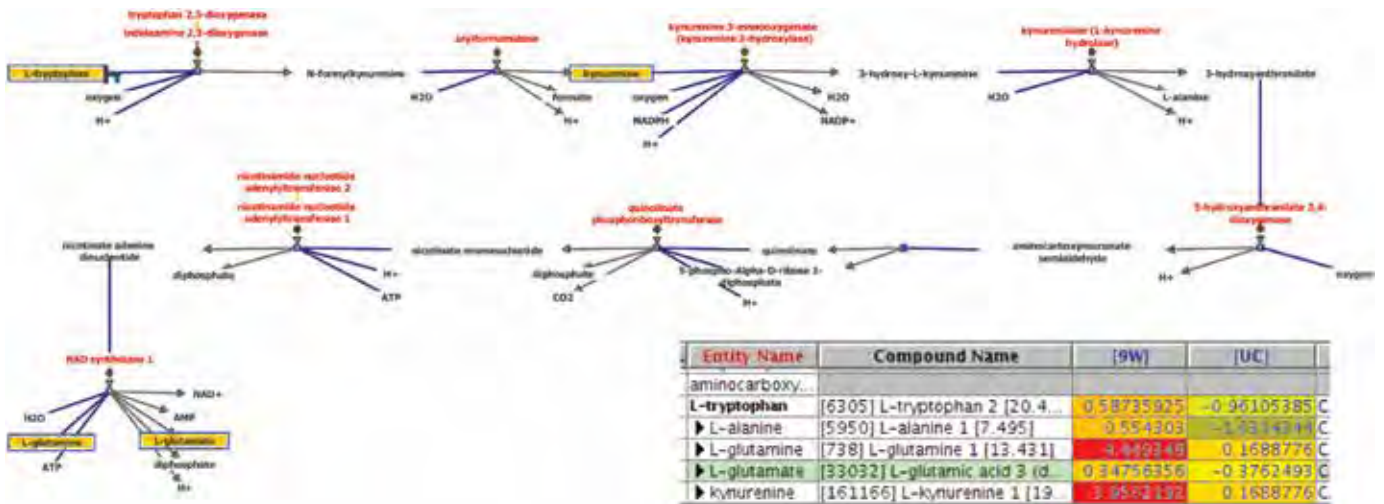 tryptophan 2,3-dioxygenase
indoleamine 2,3-dioxygenase
arylformamidase
kynurenine 3-monooxygenase
(kynurenine 3-hydroxylase)
kynureninase (L-kynurenine
hydrolase)
L-tryptophan
N-formylkynurenine
kynurenine
3-hydroxy-L-kynurenine
3-hydroxyanthranilate
oxygen
H+
H2O
formate
H+
oxygen
NADPH
H+
H2O
NADP+
H2O
L-alanine
H+
nicotinamide nucleotide
adenylyltransferase 2
nicotinamide nucleotide
adenylyltransferase 1
quinolinate
phosphoribosyltransferase
3-hydroxyanthranilate 3,4-
dioxygenase
nicotinate adenine
dinucleotide
diphosphate
H+
ATP
nicotinate mononucleotide
diphosphate
CO2
quinolinate
5-phospho-Alpha-D-ribose 1-
diphosphate
H+
aminocarboxymuconate
semialdehyde
H+
oxygen
NAD synthetase 1
H2O
NAD+
AMP
L-glutamine
L-glutamate
ATP
diphosphate
H+
Entity Name Compound Name [9W] [UC]
aminocarboxy...
L-tryptophan [6305] L-tryptophan 2 [20.4... 0.58735925 -0.96105385 C
L-alanine [5950] L-alanine 1 [7.495] 0.554303 C
L-glutamine [738] L-glutamine 1 [13.431] 0.1688776 C
L-glutamate [33032] L-glutamic acid 3 (d... 0.34756356 -0.3762493 C
kynurenine [161166] L-kynurenine 1 [19... 0.1688776 C